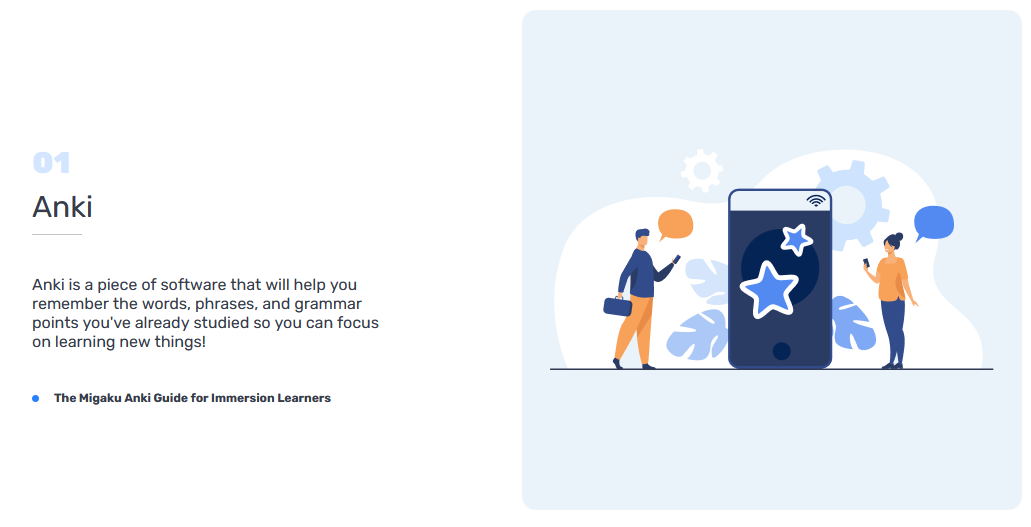 01
Anki
Anki is a piece of software that will help you
remember the words, phrases, and grammar
points you've already studied so you can focus
on learning new things!
The Migaku Anki Guide for Immersion Learners